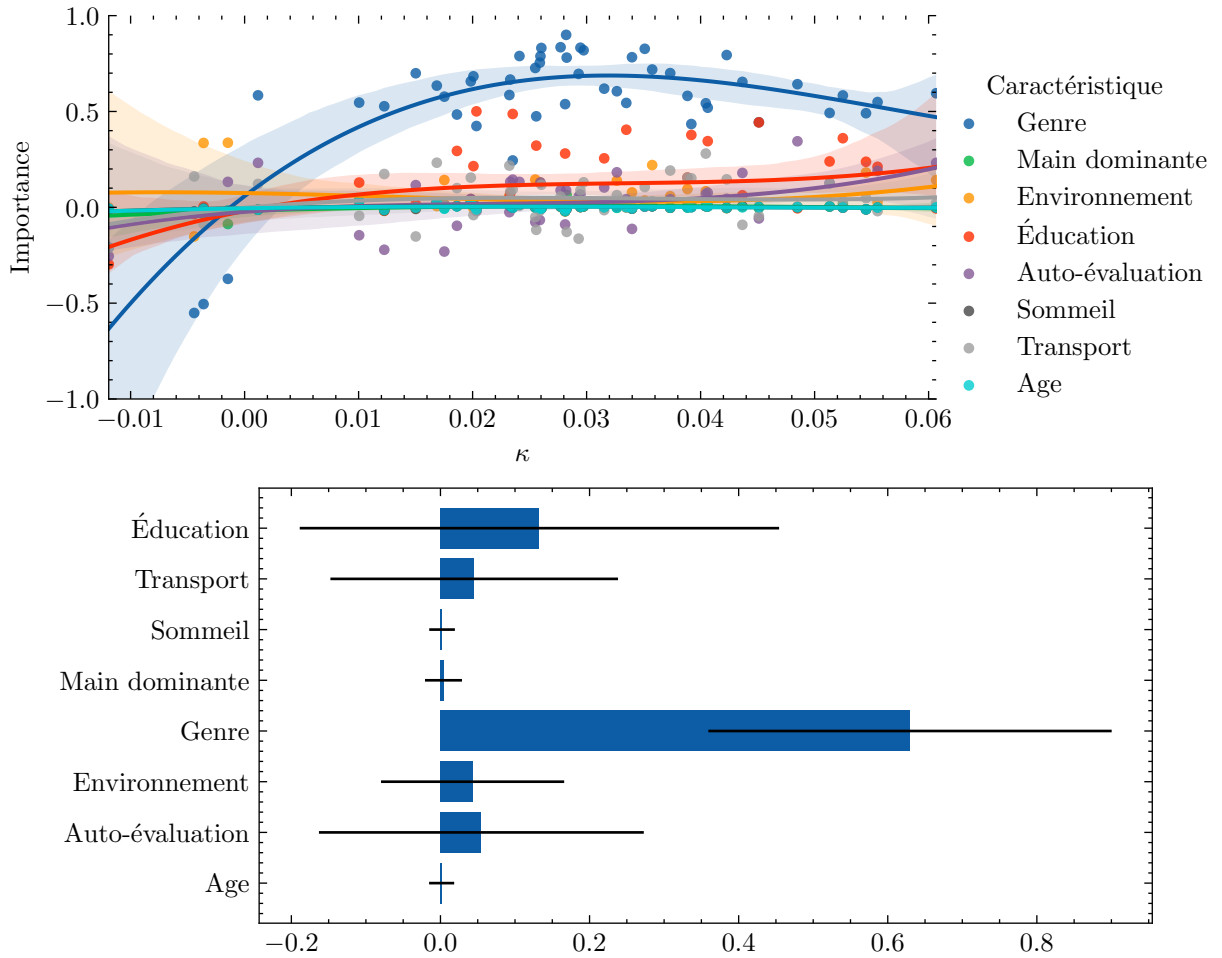 1.0
0.5
0.0
−0.5
−1.0
Importance
−0.01
0.00
0.01
0.02
0.03
0.04
0.05
0.06
κ
Caractéristique
Genre
Main dominante
Environnement
Éducation
Auto-évaluation
Sommeil
Transport
Age
Éducation
Transport
Sommeil
Main dominante
Genre
Environnement
Auto-évaluation
Age
−0.2
0.0
0.2
0.4
0.6
0.8